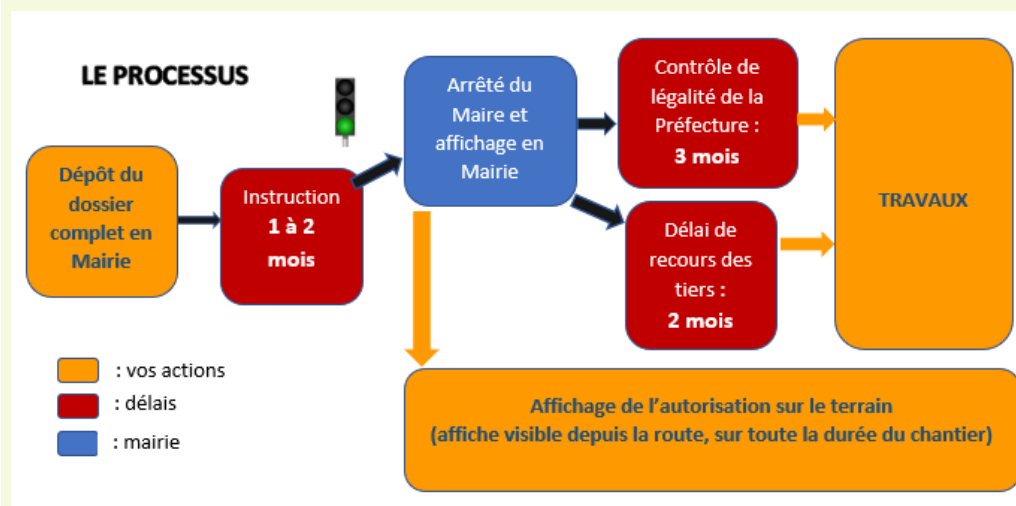 LE PROCESSUS
Dépôt du
dossier
complet en
Mairie
Instruction
1 à 2
mois
Arrêté du
Maire et
affichage en
Mairie
Contrôle de
légalité de la
Préfecture :
3 mois
Délai de
recours des
tiers :
2 mois
TRAVAUX
: vos actions
: délais
: mairie
Affichage de l’autorisation sur le terrain
(affiche visible depuis la route, sur toute la durée du chantier)